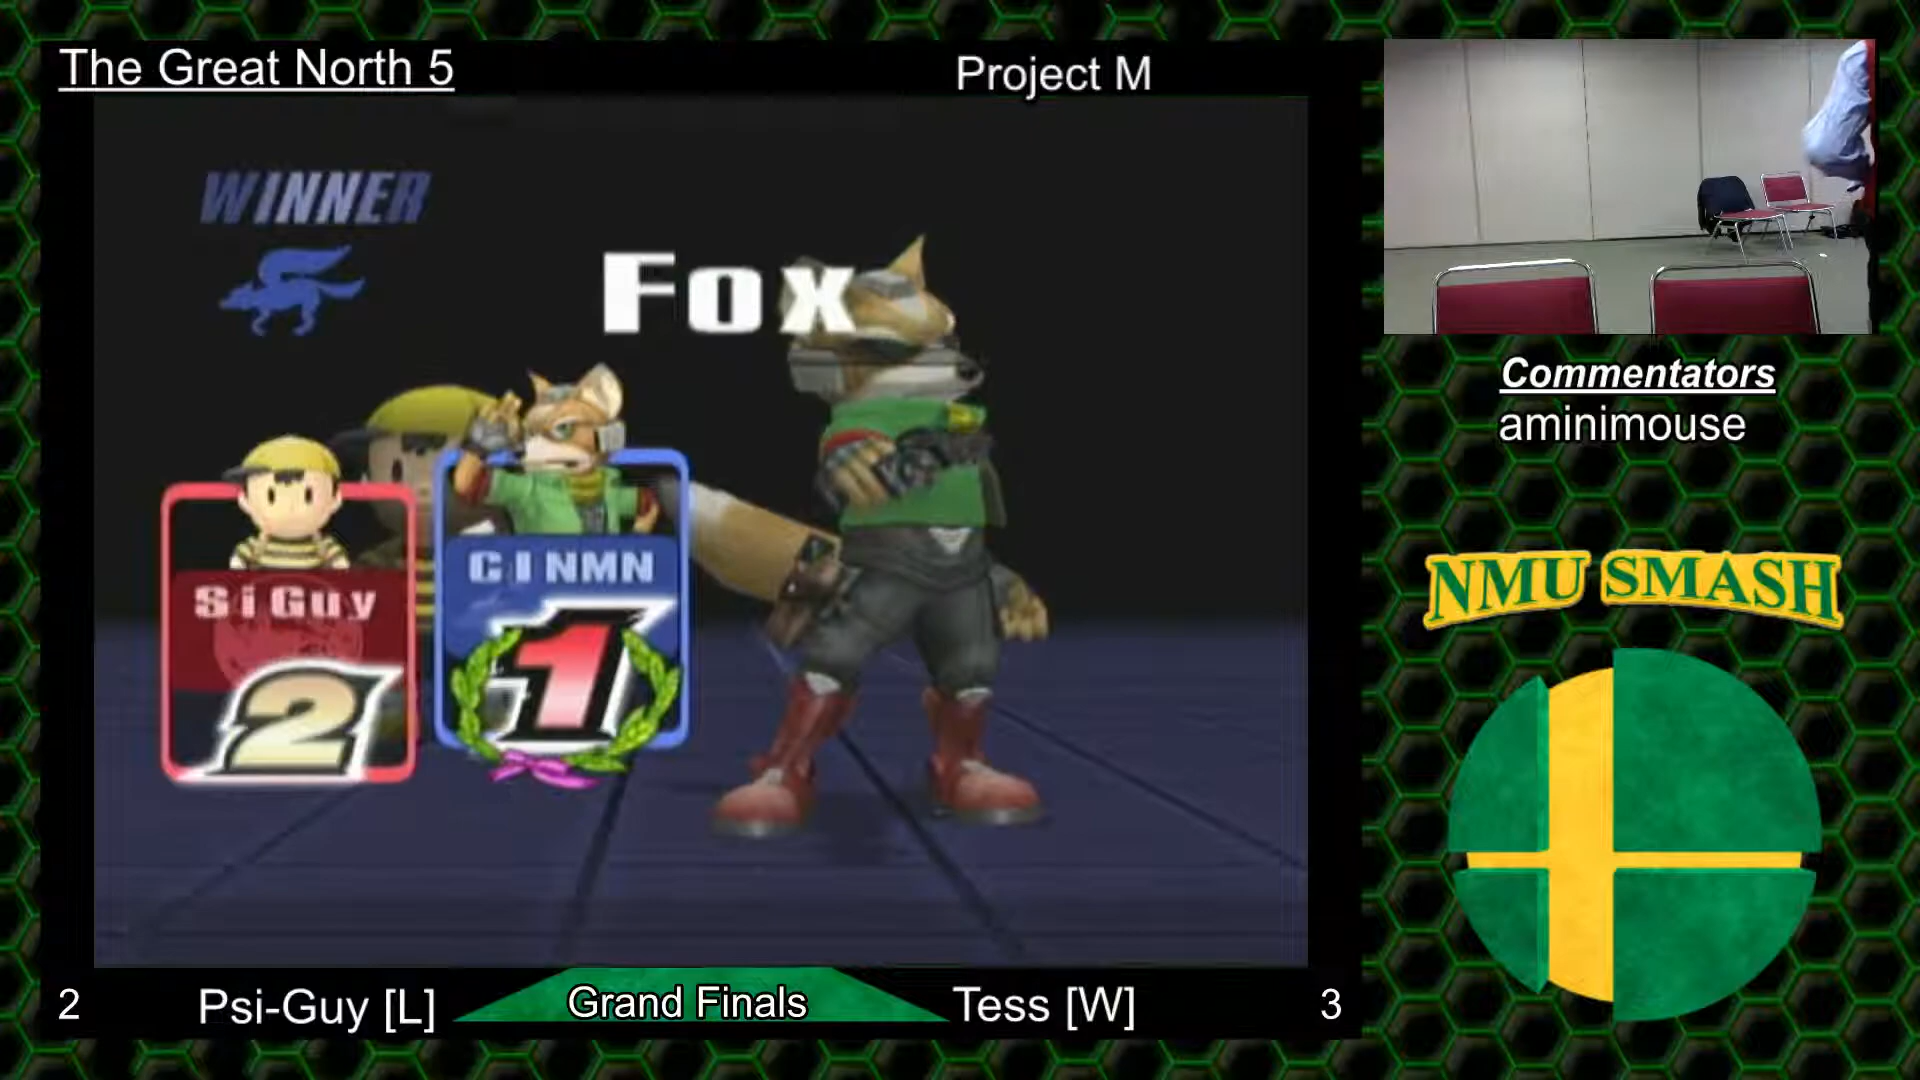 The Great North 5
Project M
WINNER
Fox
SiGuy
2
CINMN
1
Commentators
aminimouse
NMU SMASH
2
Psi-Guy [L]
Grand Finals
Tess [W]
3